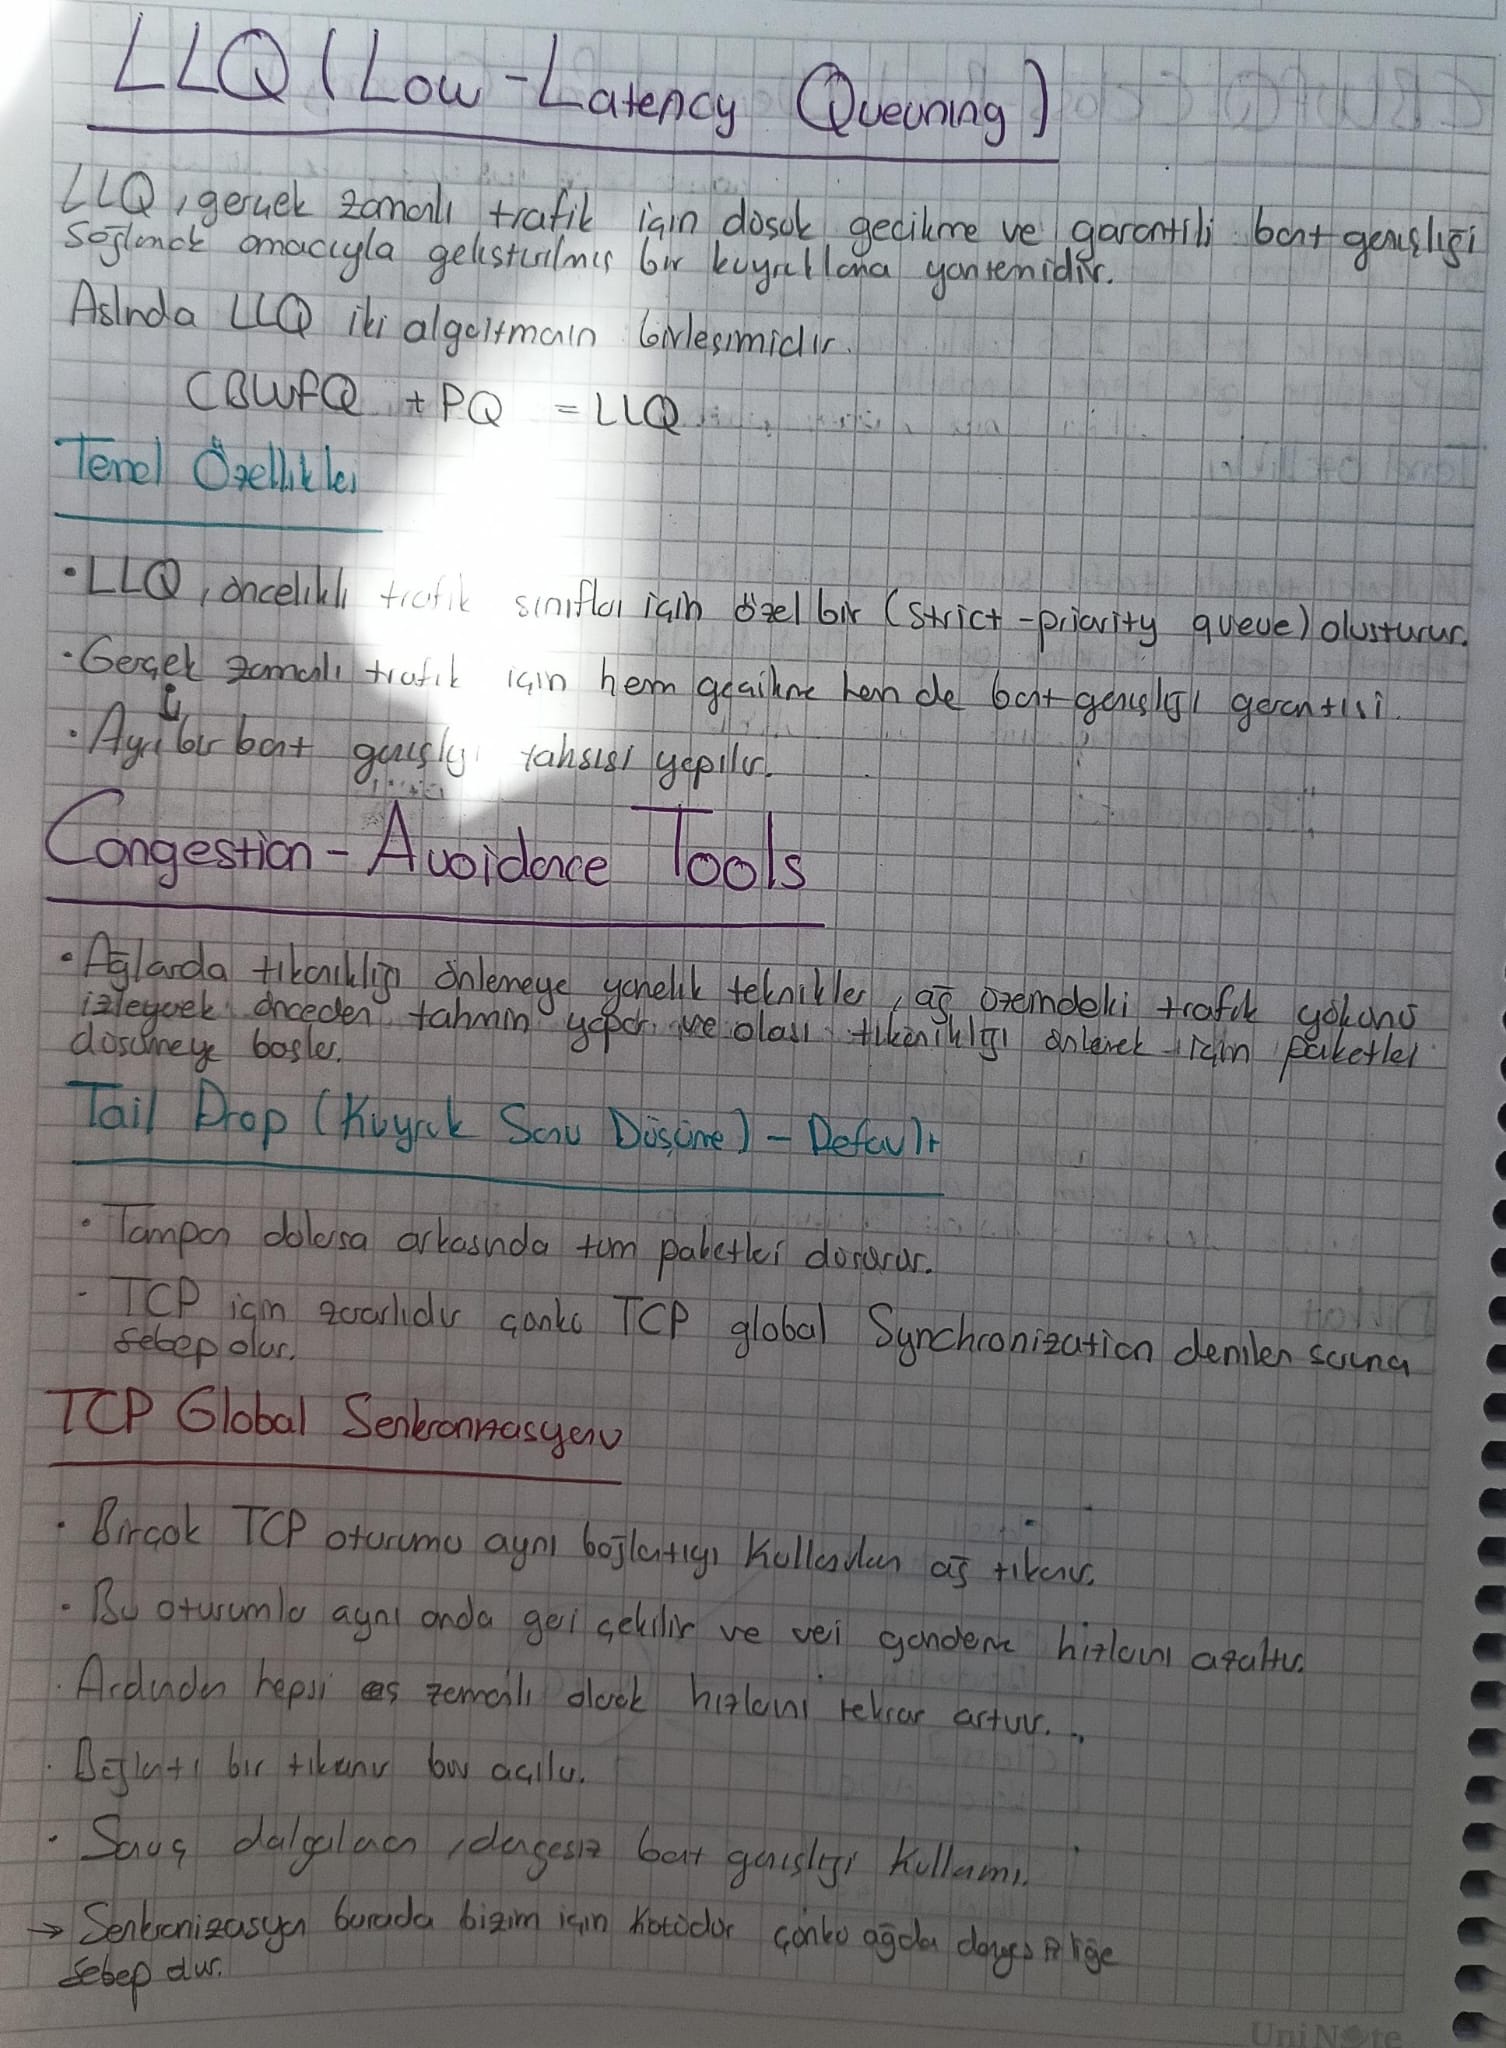 LLQ (Low-Latency Queuning)
LLQ, gerçek zamanlı trafik için düşük gecikme ve garantili bant genişliği
sağlamak amacıyla geliştirilmiş bir kuyruklama yöntemidir.
Aslında LLQ iki algoritmanın birleşimidir.
CBWFQ + PQ = LLQ
Temel Özellikler
• LLQ, öncelikli trafik sınıfları için özel bir (strict-priority queue) oluşturur.
• Gerçek zamanlı trafik için hem gecikme hem de bant genişliği garantisi.
• Ayrı bir bant genişliği tahsisi yapılır.
Congestion-Avoidance Tools
• Ağlarda tıkanıklığı önlemeye yönelik teknikler, ağ üzerindeki trafik yükünü
izleyerek önceden tahmin yapar ve olası tıkanıklığı önlemek için paketler
düşürmeye başlar.
Tail Drop (Kuyruk Sonu Düşürme) - Default
• Tampon dolarsa arkasında tüm paketleri düşürür.
- TCP için zararlıdır çünkü TCP global Synchronization denilen soruna
sebep olur.
TCP Global Senkronizasyonu
• Birçok TCP oturumu aynı bağlantıyı kullanırken ağ tıkanır.
• Bu oturumlar aynı anda geri çekilir ve veri gönderme hızlarını azaltır.
• Ardından hepsi eş zamanlı olarak hızlarını tekrar artırır.
• Bağlantı bir tıkanır bir açılır.
• Sonuç dalgalanan, dengesiz bant genişliği kullanımı.
→ Senkronizasyon burada bizim için kötüdür çünkü ağda dengesizliğe
sebep olur.
UniNote